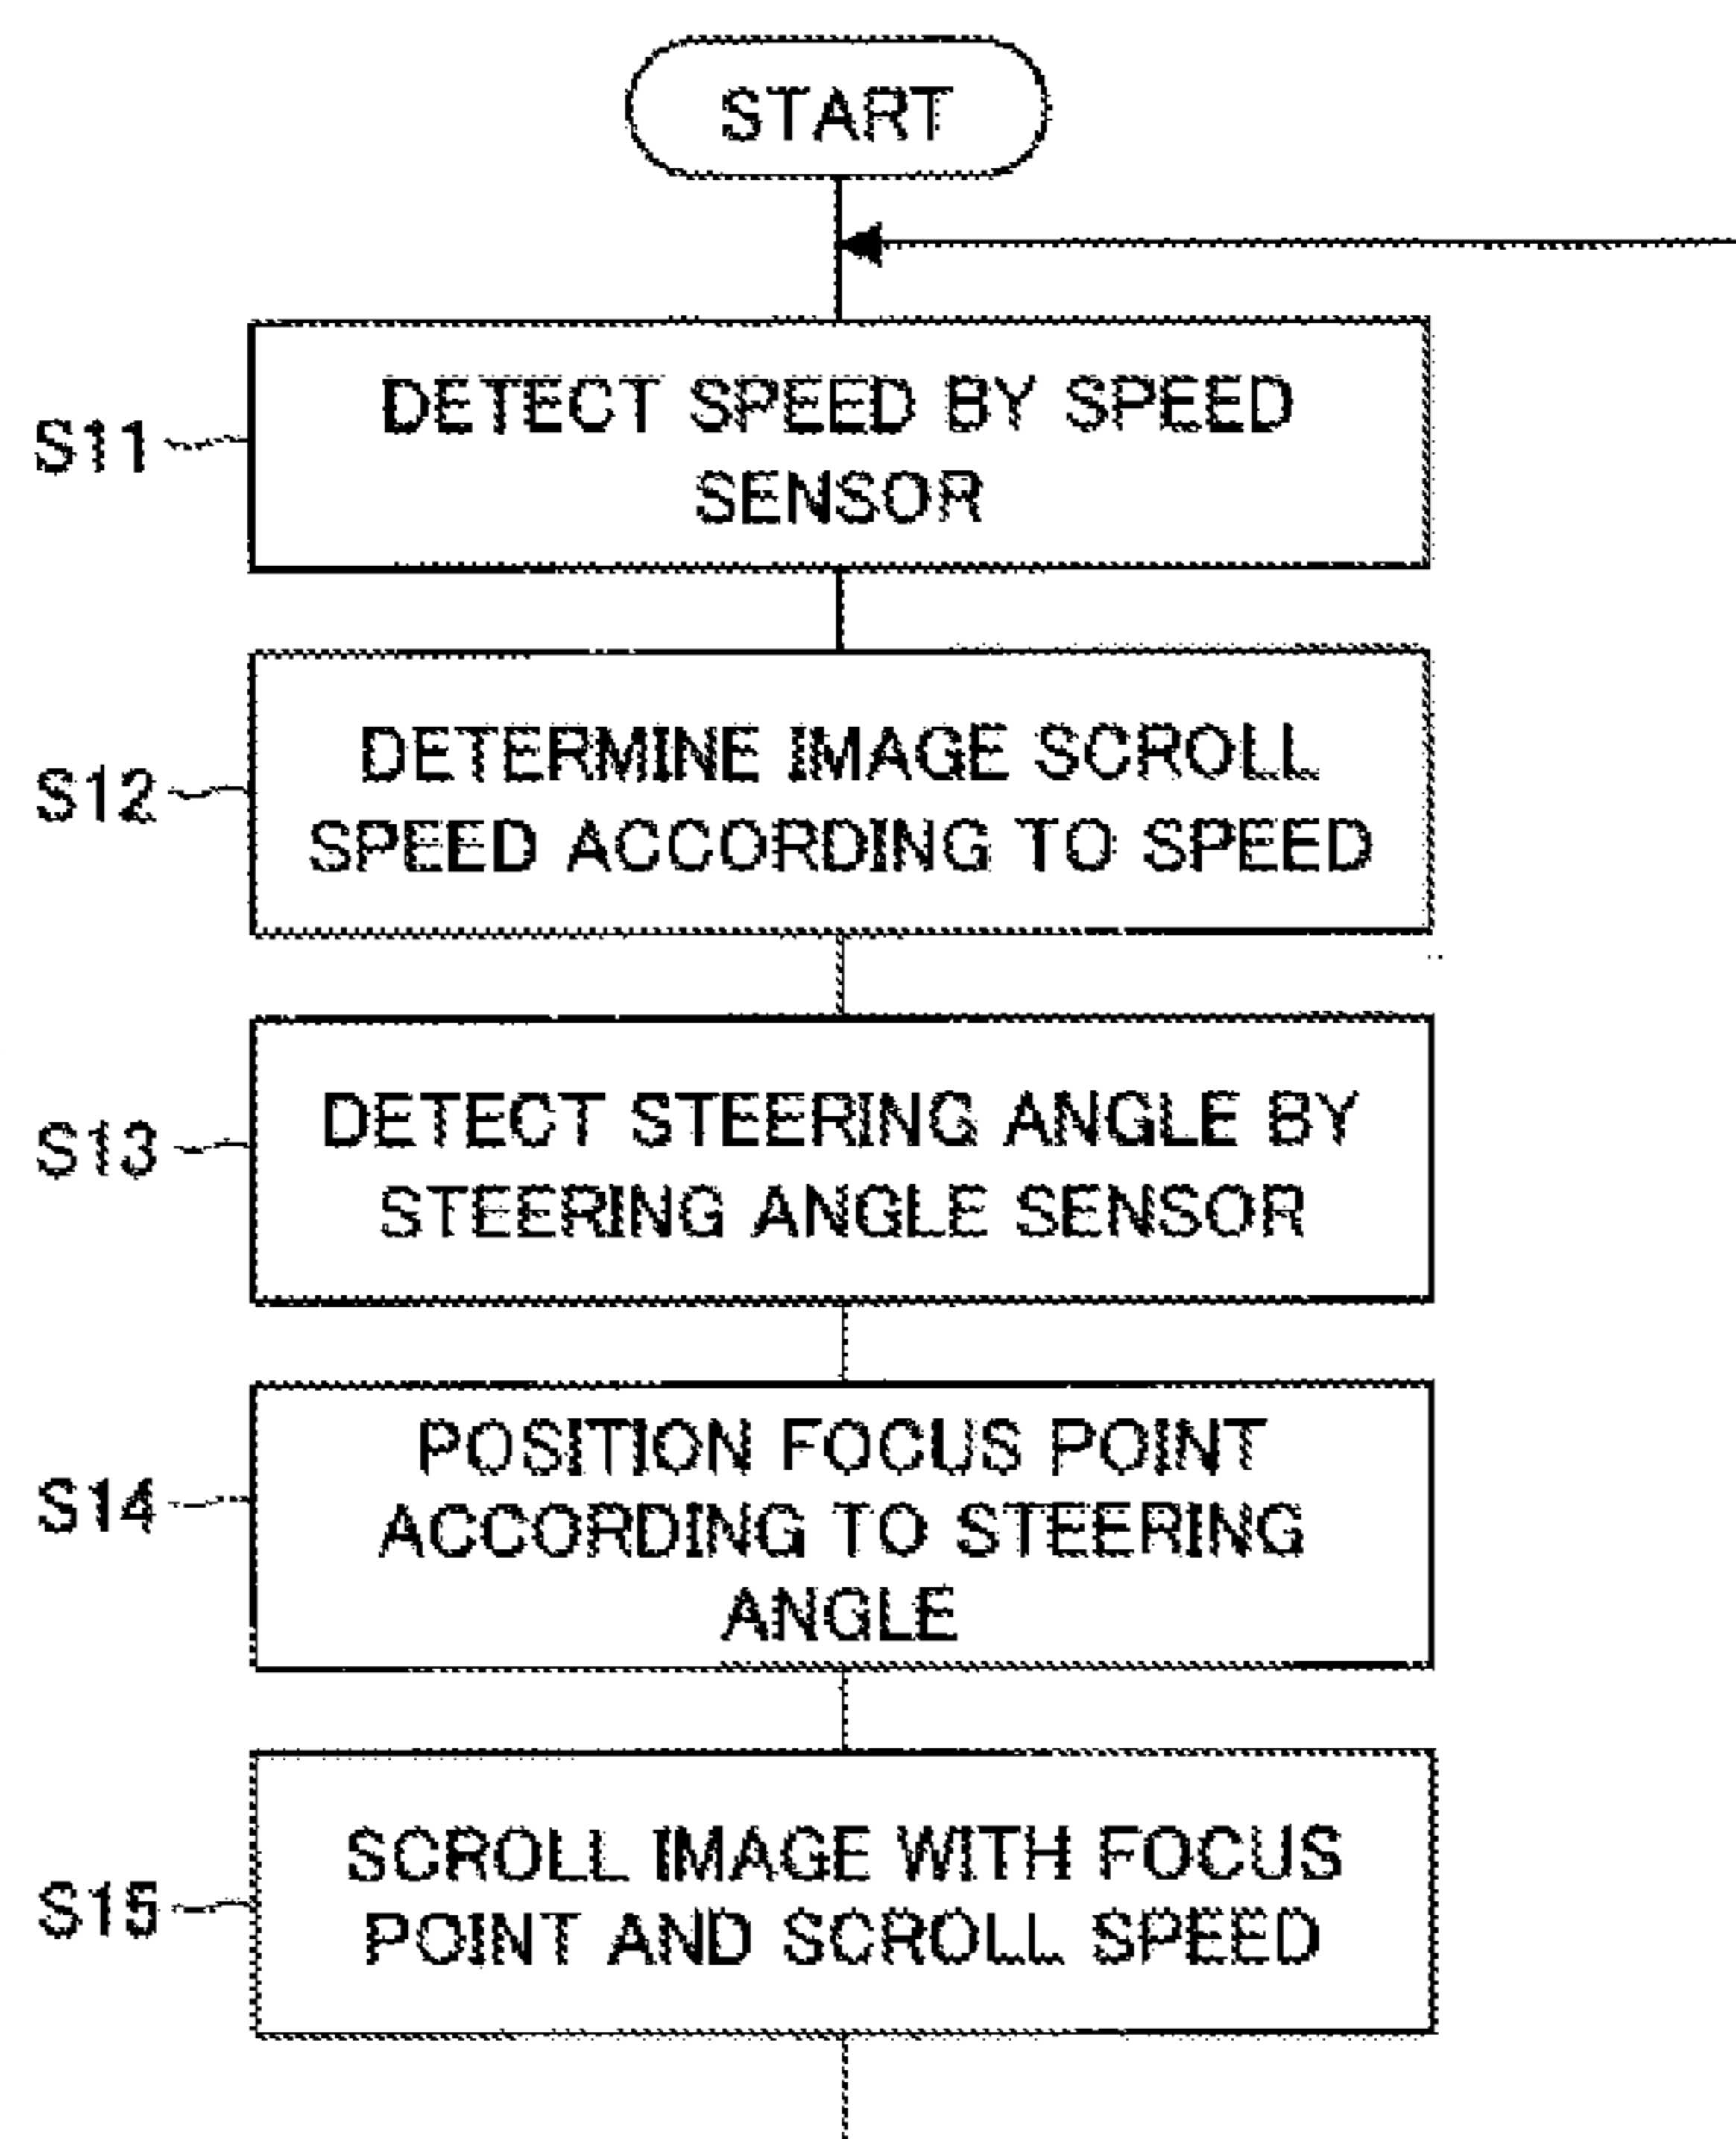 START
S11
DETECT SPEED BY SPEED
SENSOR
S12
DETERMINE IMAGE SCROLL
SPEED ACCORDING TO SPEED
S13
DETECT STEERING ANGLE BY
STEERING ANGLE SENSOR
S14
POSITION FOCUS POINT
ACCORDING TO STEERING
ANGLE
S15
SCROLL IMAGE WITH FOCUS
POINT AND SCROLL SPEED